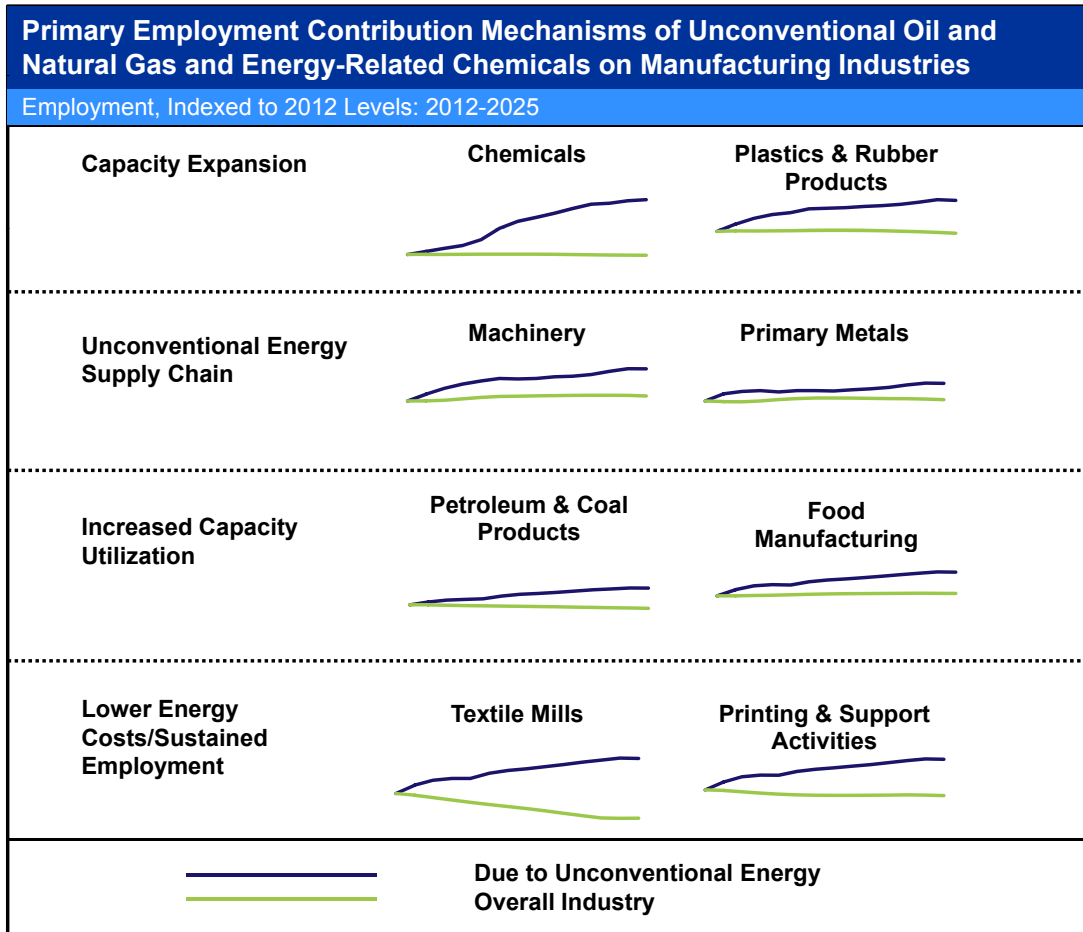 Primary Employment Contribution Mechanisms of Unconventional Oil and
Natural Gas and Energy-Related Chemicals on Manufacturing Industries
Employment, Indexed to 2012 Levels: 2012-2025
Capacity Expansion
Chemicals
Plastics & Rubber
Products
Unconventional Energy
Supply Chain
Machinery
Primary Metals
Increased Capacity
Utilization
Petroleum & Coal
Products
Food
Manufacturing
Lower Energy
Costs/Sustained
Employment
Textile Mills
Printing & Support
Activities
Due to Unconventional Energy
Overall Industry